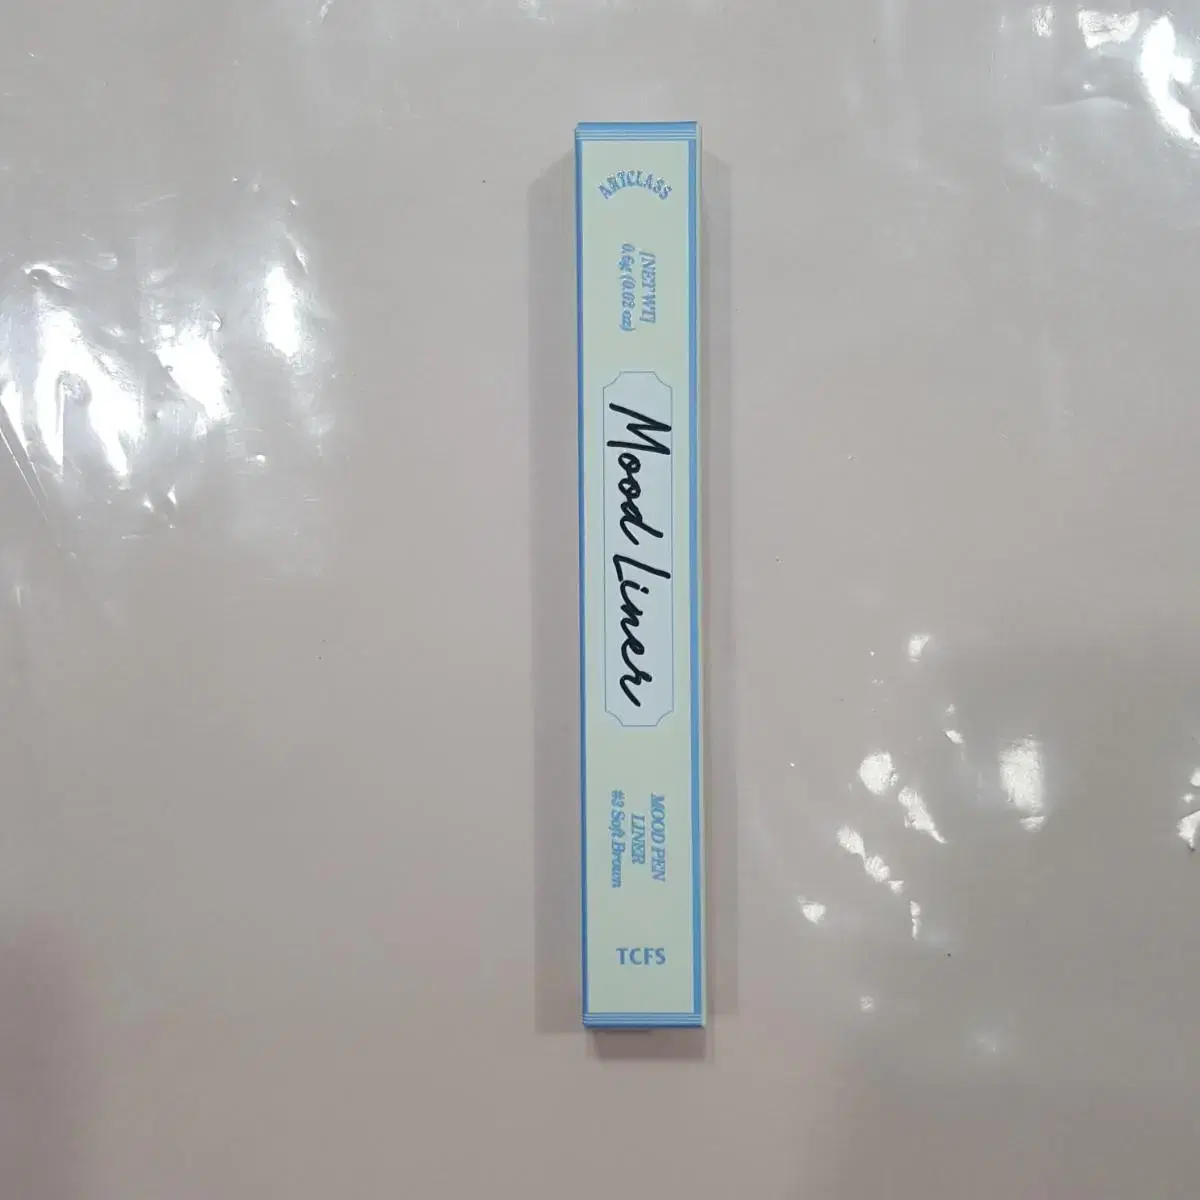 ARTCLASS
[NET WT]
0.6g (0.02 oz)
Mood Liner
MOOD PEN
LINER
#3 Soft Brown
TCFS